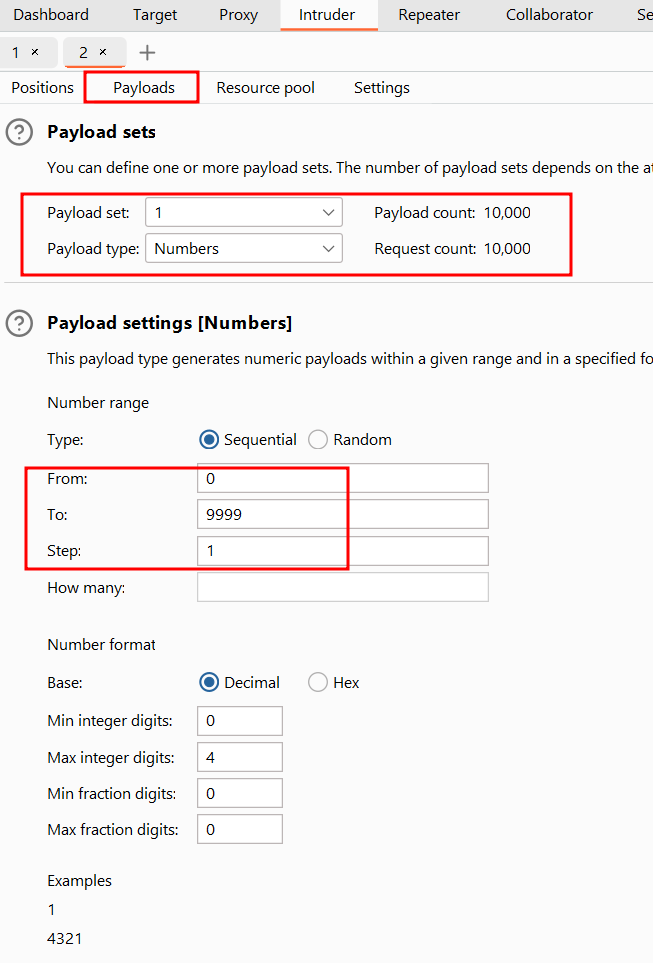 Dashboard Target Proxy Intruder Repeater Collaborator Se
1 × 2 × +
Positions Payloads Resource pool Settings
? Payload sets
You can define one or more payload sets. The number of payload sets depends on the at
Payload set: 1 Payload count: 10,000
Payload type: Numbers Request count: 10,000
? Payload settings [Numbers]
This payload type generates numeric payloads within a given range and in a specified fo
Number range
Type: Sequential Random
From: 0
To: 9999
Step: 1
How many:
Number format
Base: Decimal Hex
Min integer digits: 0
Max integer digits: 4
Min fraction digits: 0
Max fraction digits: 0
Examples
1
4321